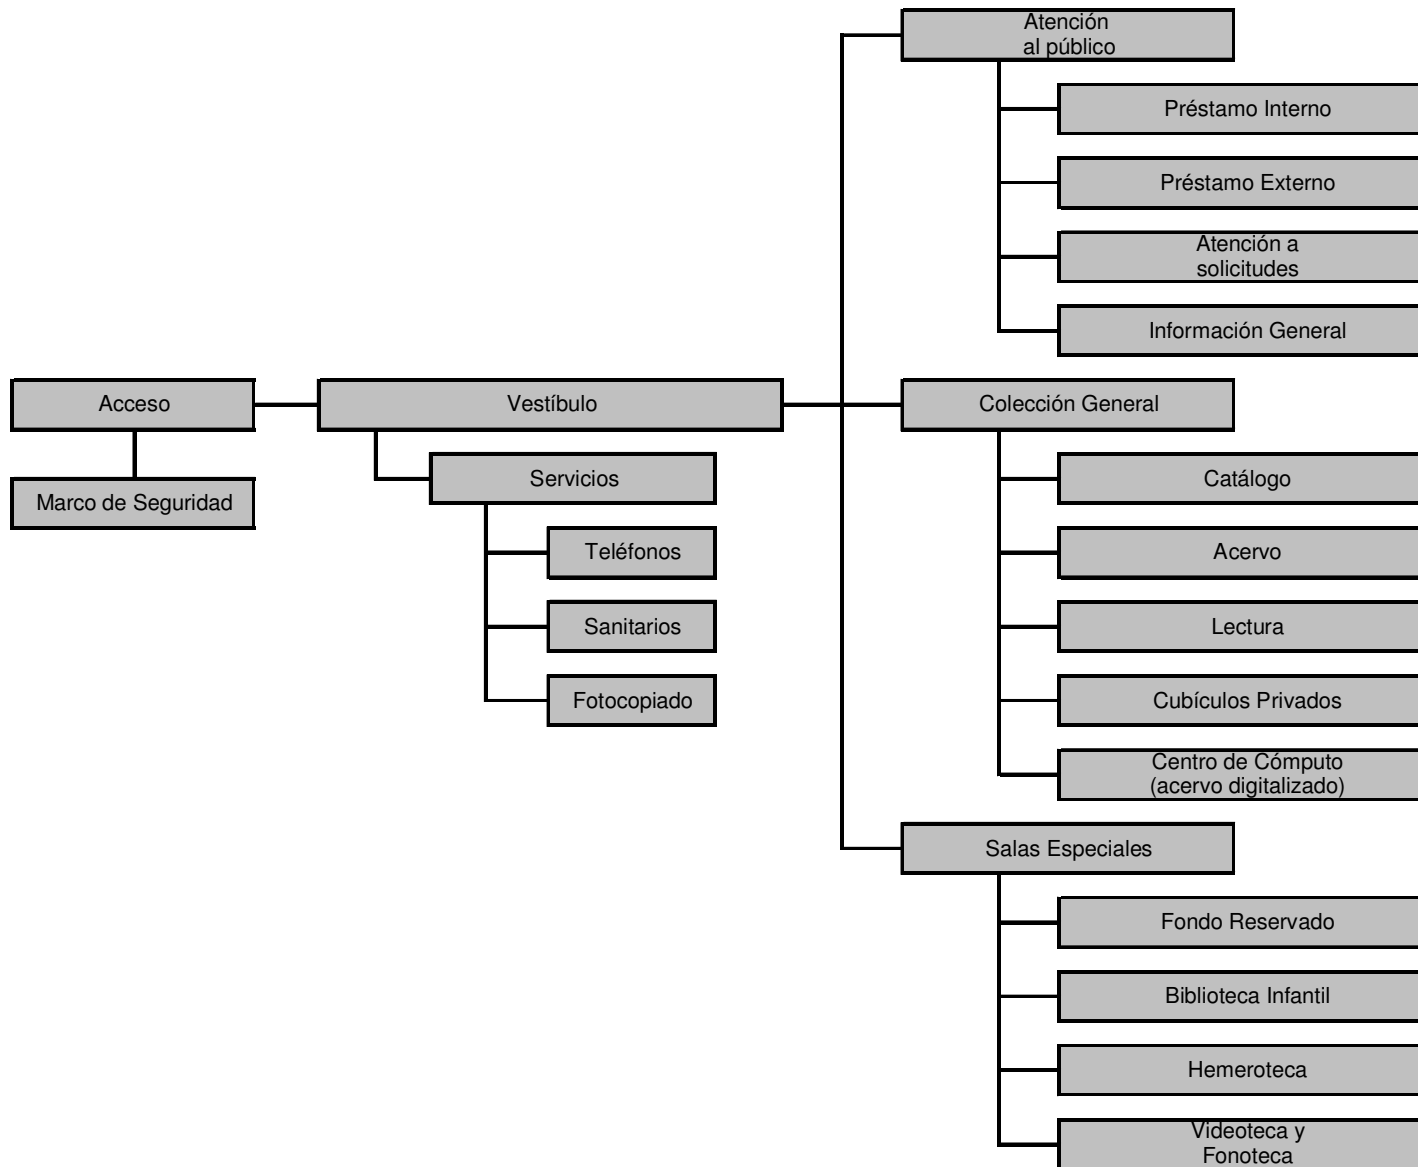 Atención
al público
Préstamo Interno
Préstamo Externo
Atención a
solicitudes
Información General
Acceso
Vestíbulo
Colección General
Marco de Seguridad
Servicios
Teléfonos
Sanitarios
Fotocopiado
Catálogo
Acervo
Lectura
Cubículos Privados
Centro de Cómputo
(acervo digitalizado)
Salas Especiales
Fondo Reservado
Biblioteca Infantil
Hemeroteca
Videoteca y
Fonoteca